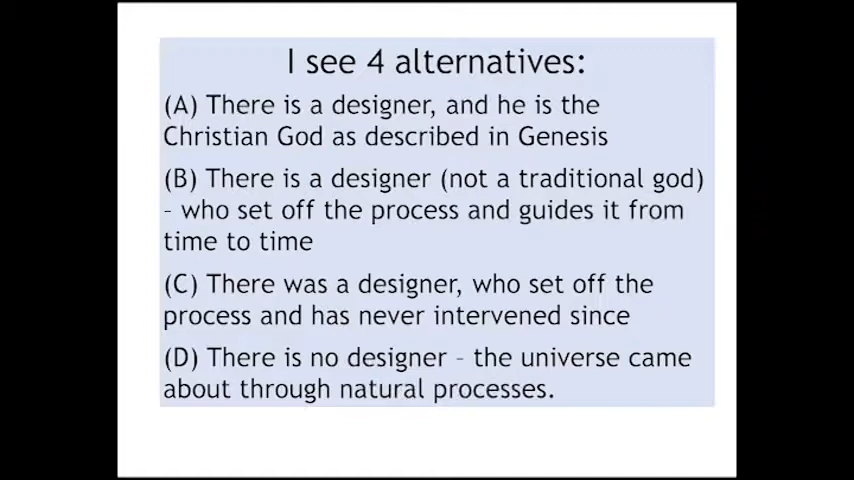 I see 4 alternatives:
(A) There is a designer, and he is the
Christian God as described in Genesis
(B) There is a designer (not a traditional god)
– who set off the process and guides it from
time to time
(C) There was a designer, who set off the
process and has never intervened since
(D) There is no designer – the universe came
about through natural processes.